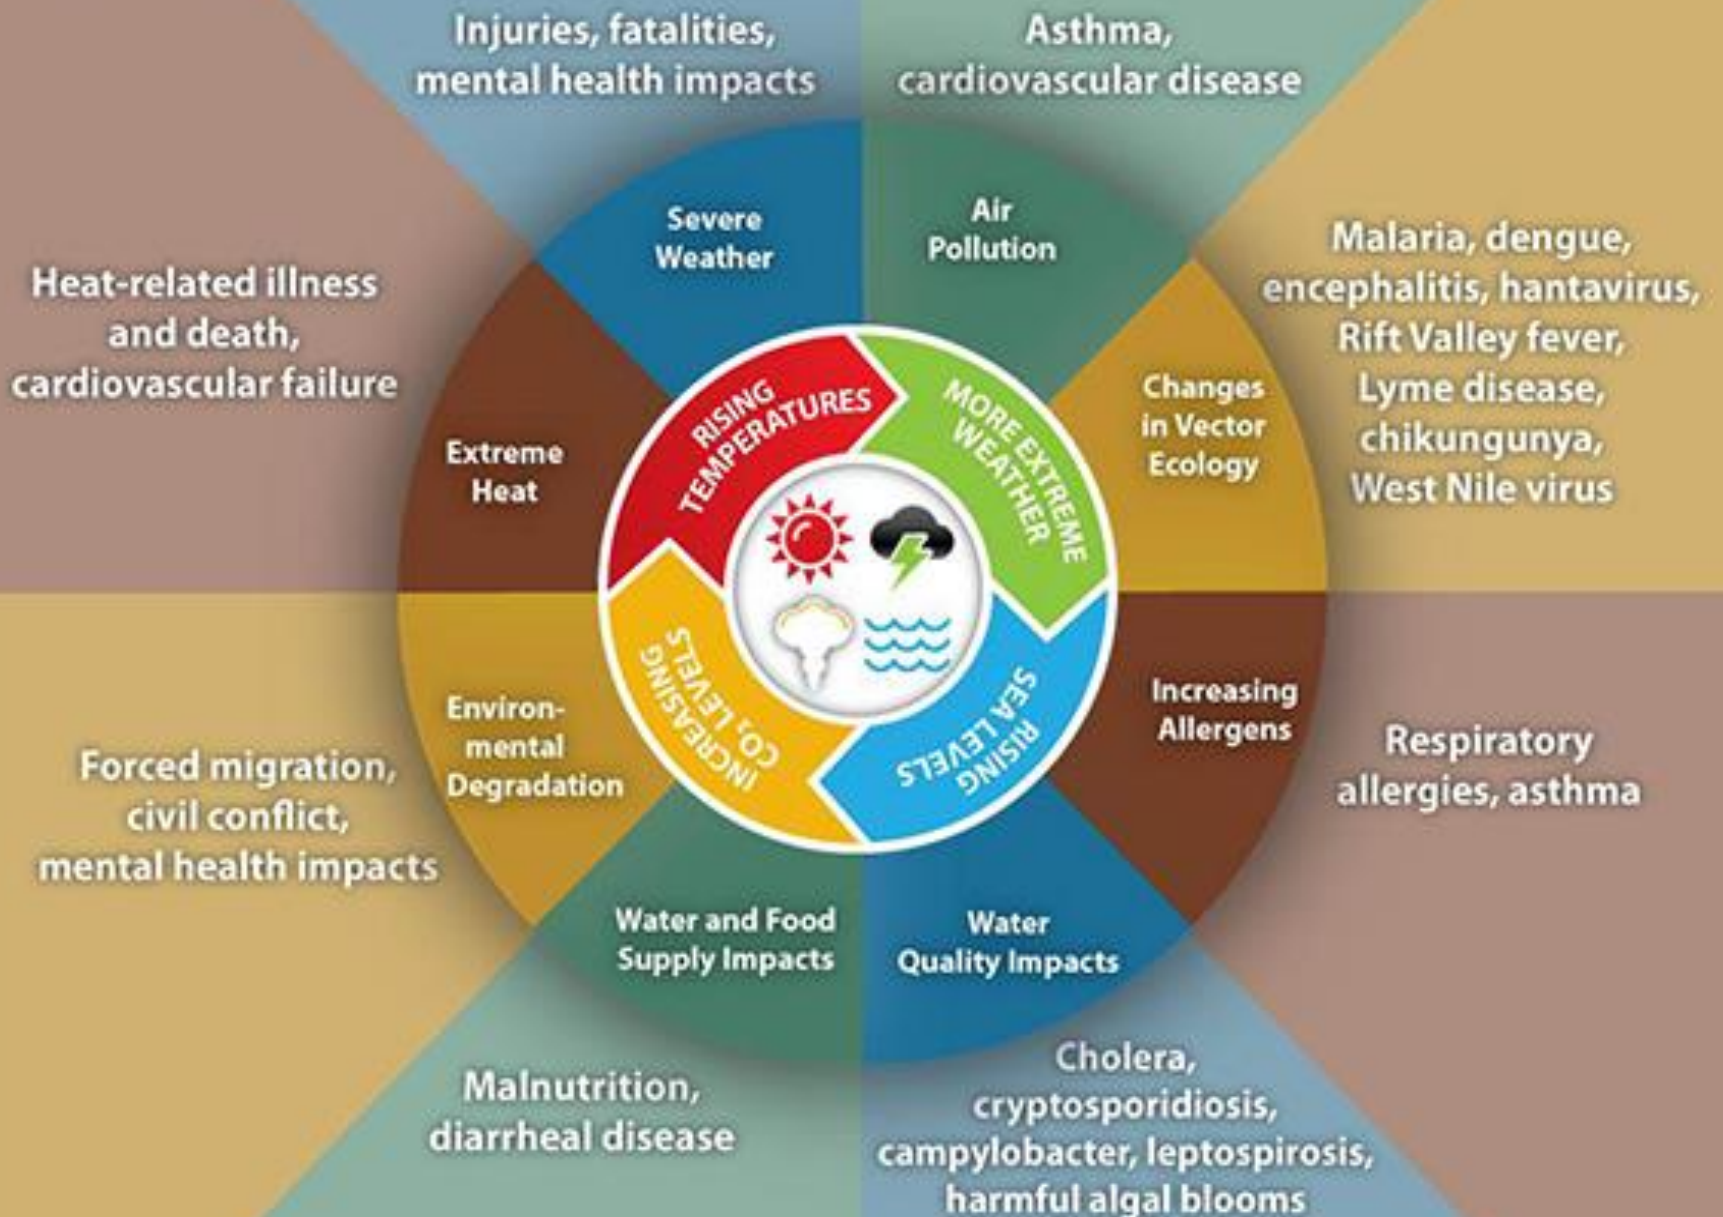 Injuries, fatalities,
mental health impacts
Asthma,
cardiovascular disease
Malaria, dengue,
encephalitis, hantavirus,
Rift Valley fever,
Lyme disease,
chikungunya,
West Nile virus
Respiratory
allergies, asthma
Cholera,
cryptosporidiosis,
campylobacter, leptospirosis,
harmful algal blooms
Malnutrition,
diarrheal disease
Forced migration,
civil conflict,
mental health impacts
Heat-related illness
and death,
cardiovascular failure
Severe
Weather
Air
Pollution
Changes
in Vector
Ecology
Increasing
Allergens
Water
Quality Impacts
Water and Food
Supply Impacts
Environ-
mental
Degradation
Extreme
Heat
RISING
TEMPERATURES
MORE EXTREME
WEATHER
RISING
SEA LEVELS
INCREASING
CO₂ LEVELS